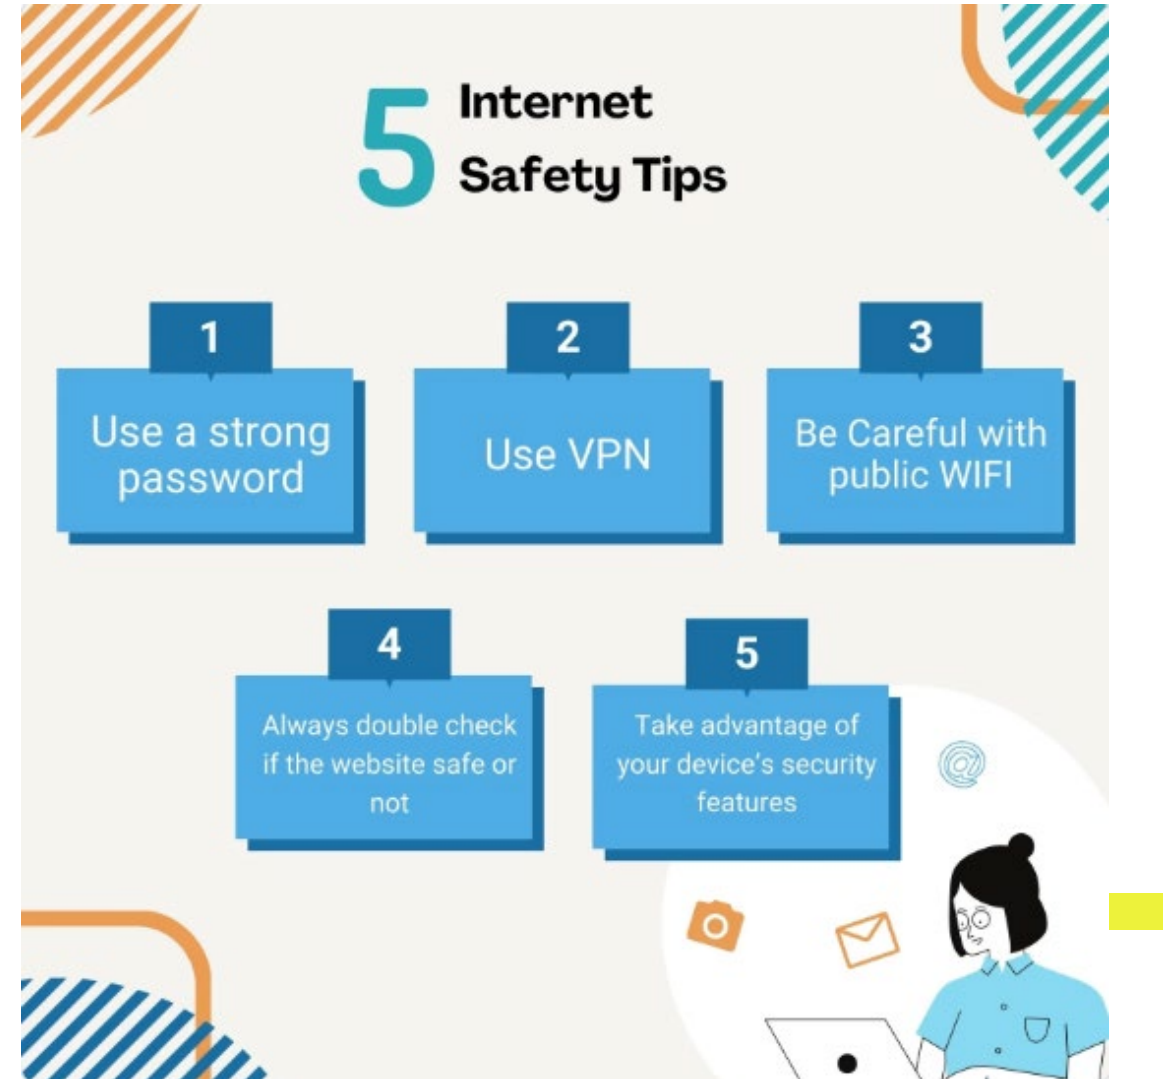 5
Internet
Safety Tips
1
Use a strong
password
2
Use VPN
3
Be Careful with
public WIFI
4
Always double check
if the website safe or
not
5
Take advantage of
your device's security
features
@